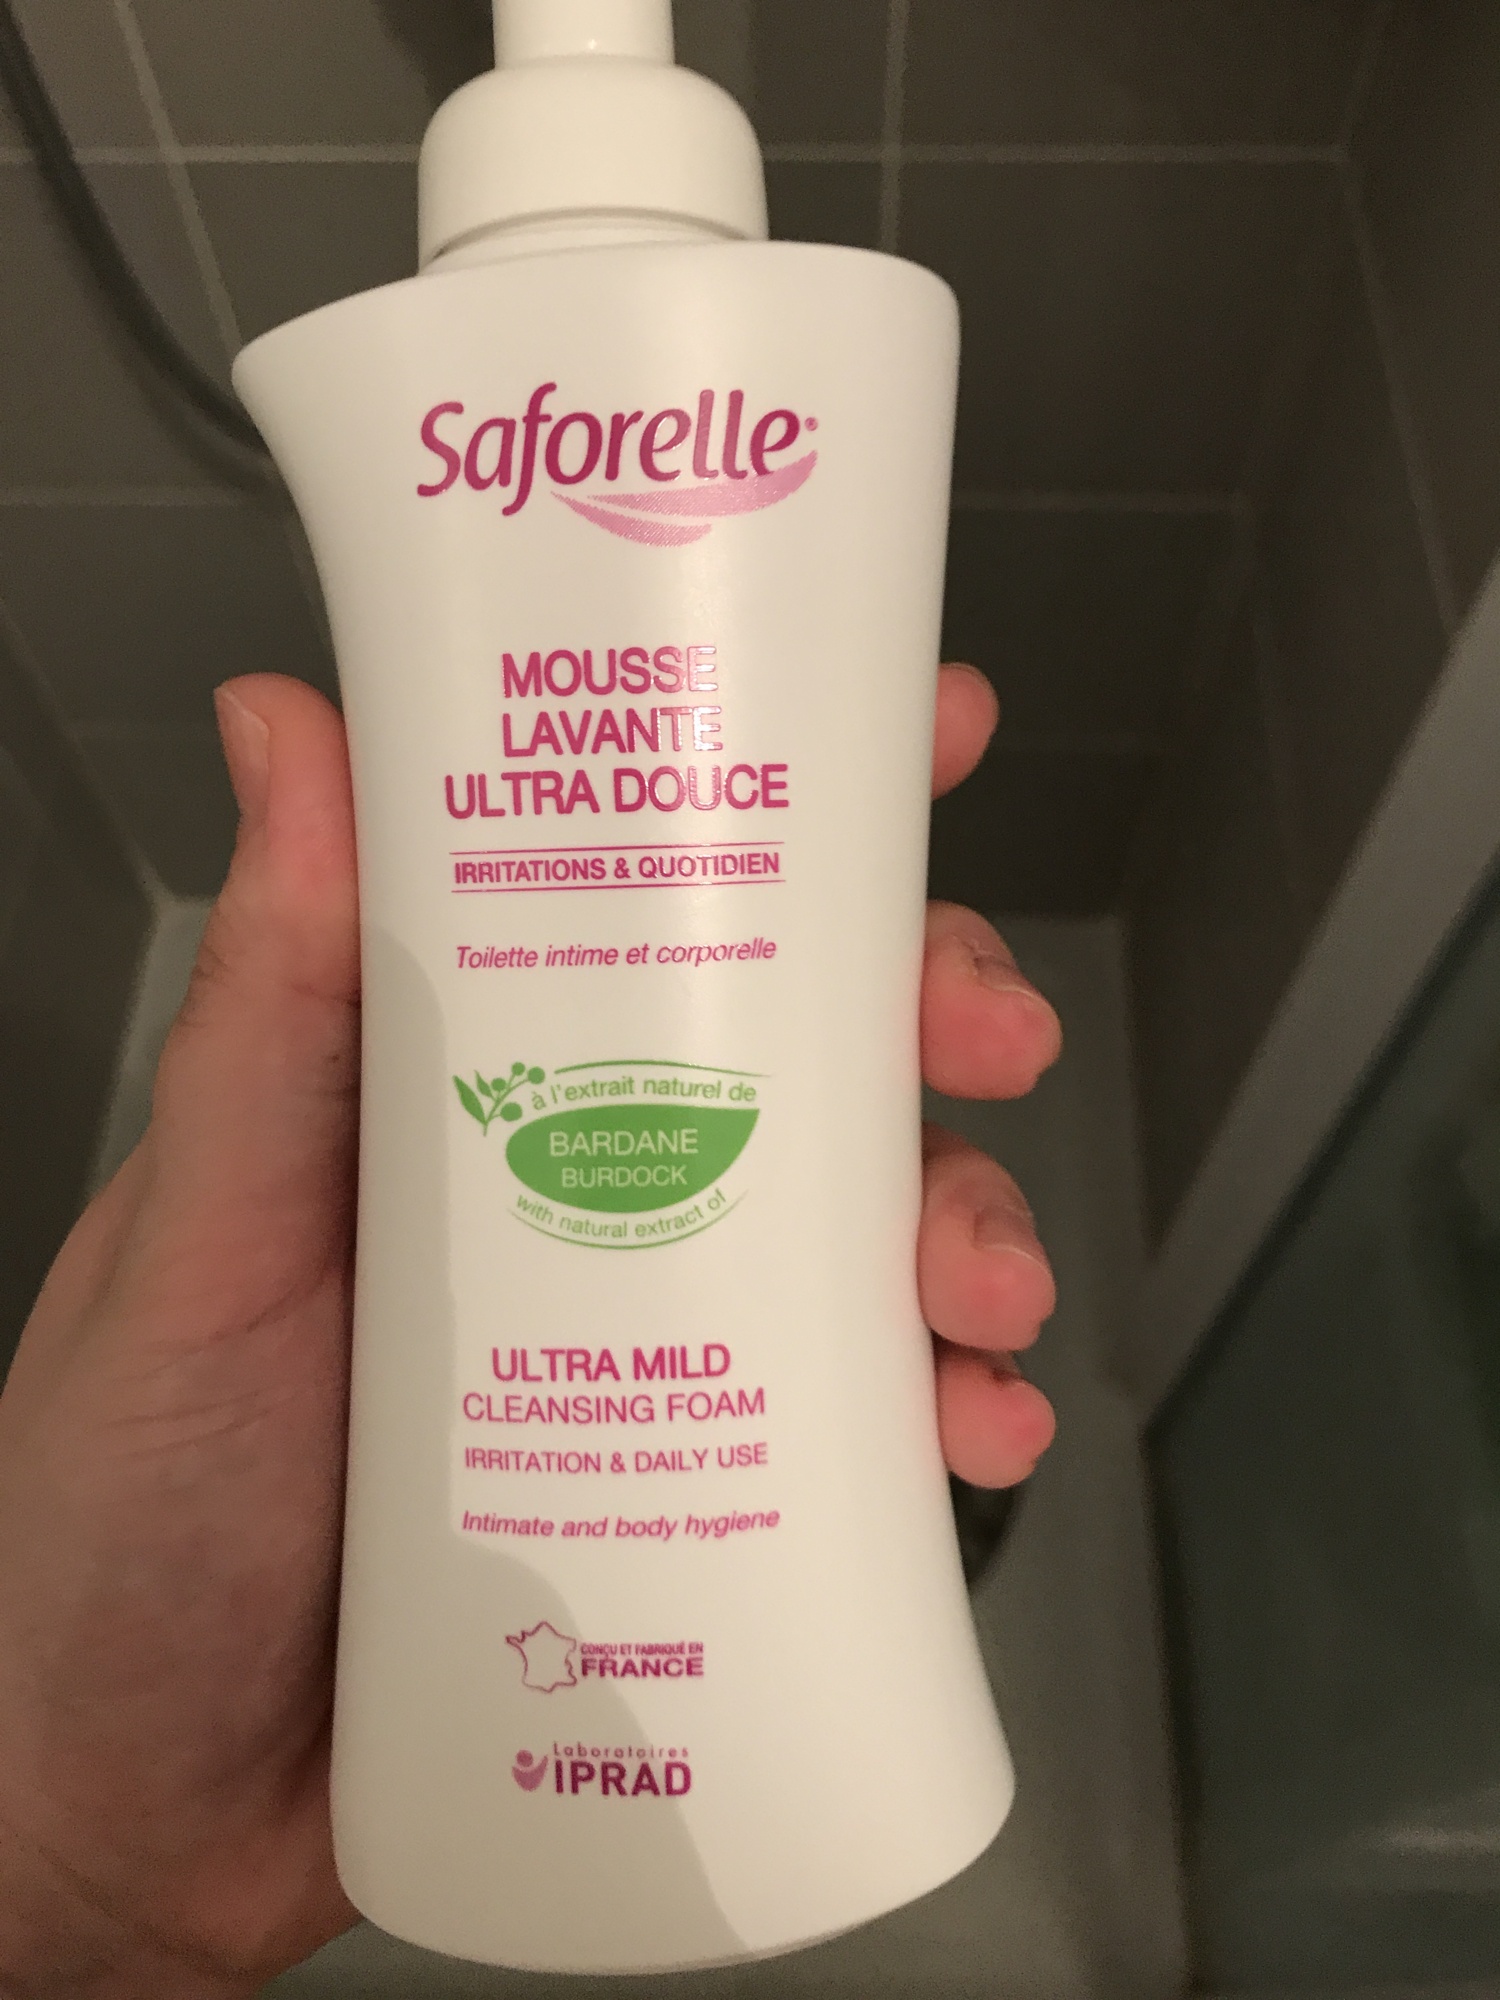 Saforelle®
MOUSSE
LAVANTE
ULTRA DOUCE
IRRITATIONS & QUOTIDIEN
Toilette intime et corporelle
à l'extrait naturel de
BARDANE
BURDOCK
with natural extract of
ULTRA MILD
CLEANSING FOAM
IRRITATION & DAILY USE
Intimate and body hygiene
CONÇU ET FABRIQUÉ EN
FRANCE
Laboratoires
IPRAD